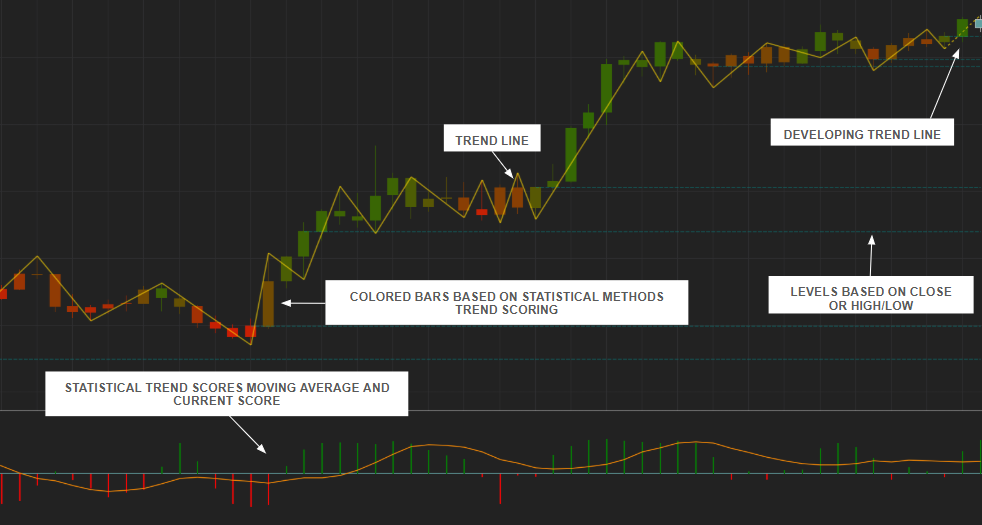 TREND LINE
DEVELOPING TREND LINE
COLORED BARS BASED ON STATISTICAL METHODS
TREND SCORING
LEVELS BASED ON CLOSE
OR HIGH/LOW
STATISTICAL TREND SCORES MOVING AVERAGE AND
CURRENT SCORE